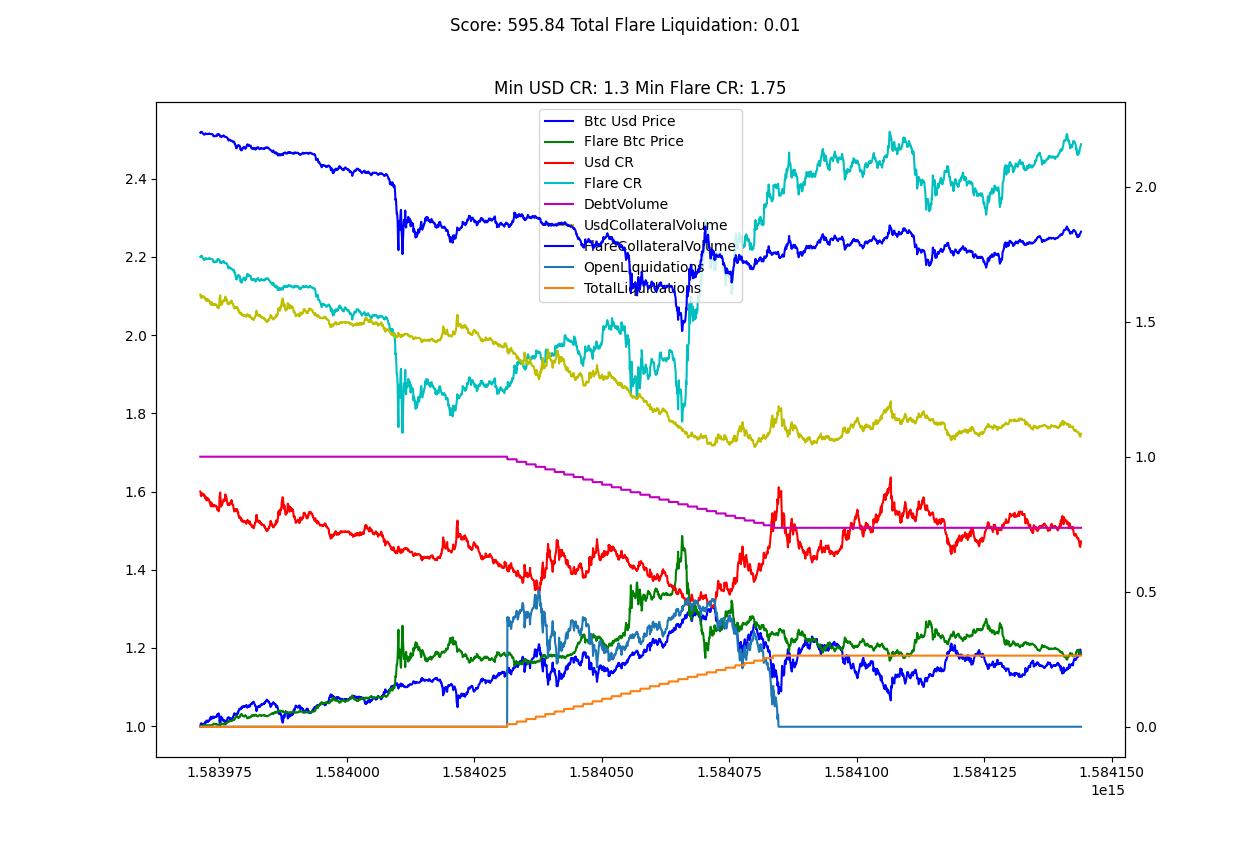 Score: 595.84 Total Flare Liquidation: 0.01
Min USD CR: 1.3 Min Flare CR: 1.75
Btc Usd Price
Flare Btc Price
Usd CR
Flare CR
DebtVolume
UsdCollateralVolume
FlareCollateralVolume
OpenLiquidations
TotalLiquidations
2.4
2.2
2.0
1.8
1.6
1.4
1.2
1.0
2.0
1.5
1.0
0.5
0.0
1.583975
1.584000
1.584025
1.584050
1.584075
1.584100
1.584125
1.584150
1e15